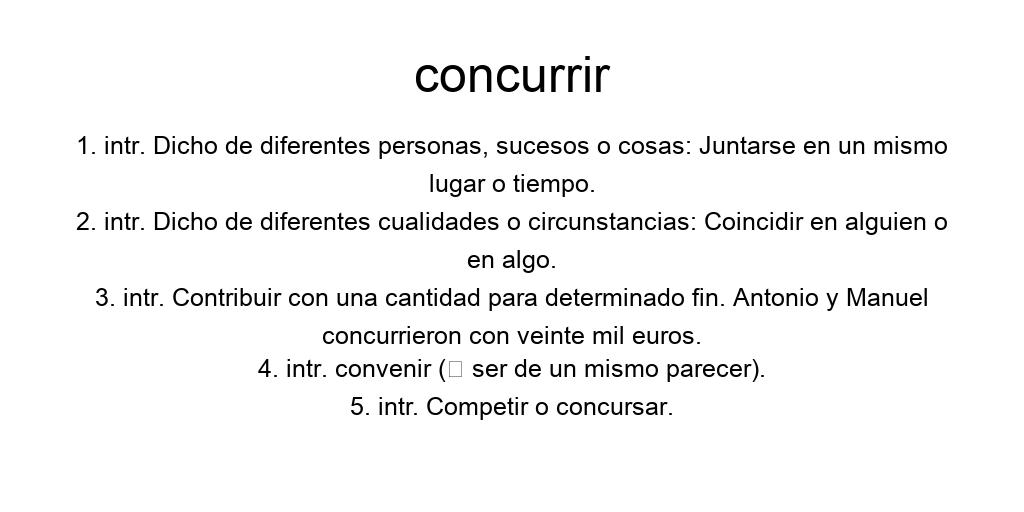 concurrir
1. intr. Dicho de diferentes personas, sucesos o cosas: Juntarse en un mismo
lugar o tiempo.
2. intr. Dicho de diferentes cualidades o circunstancias: Coincidir en alguien o
en algo.
3. intr. Contribuir con una cantidad para determinado fin. Antonio y Manuel
concurrieron con veinte mil euros.
4. intr. convenir (□ ser de un mismo parecer).
5. intr. Competir o concursar.